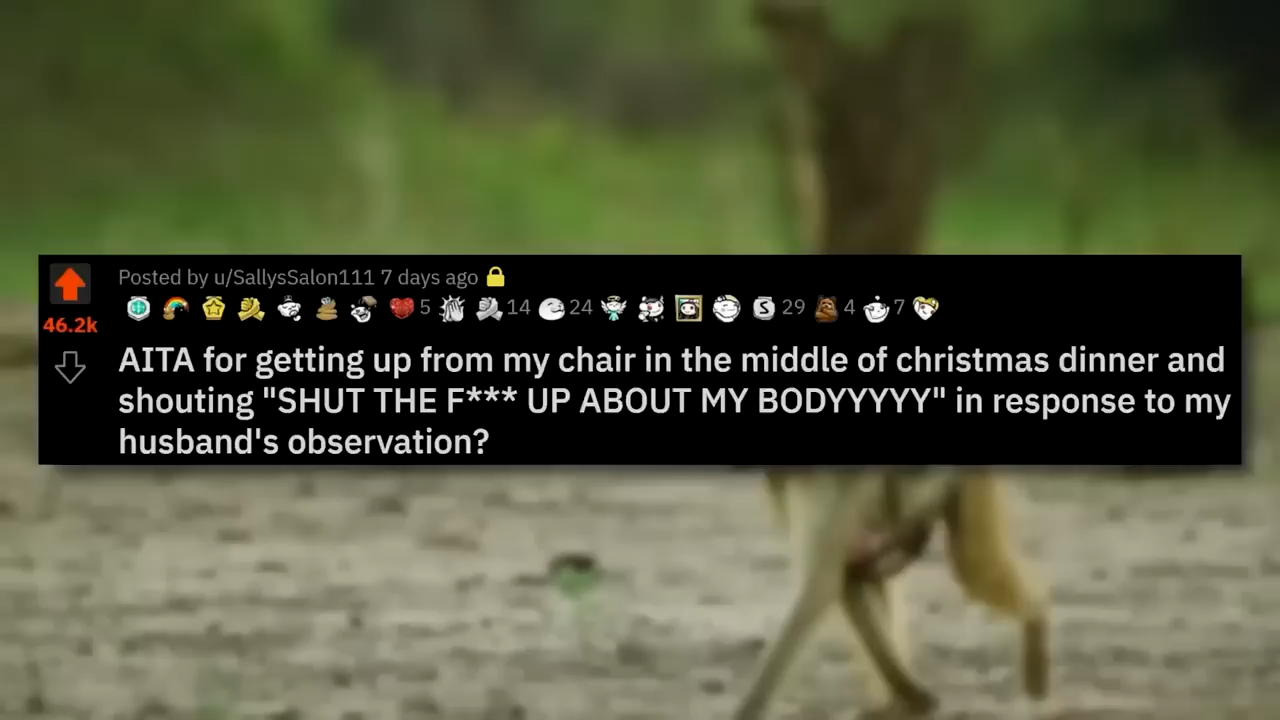 Posted by u/SallysSalon111 7 days ago
5 14 24 29 4 7
46.2k
AITA for getting up from my chair in the middle of christmas dinner and
shouting "SHUT THE F*** UP ABOUT MY BODYYYYY" in response to my
husband's observation?